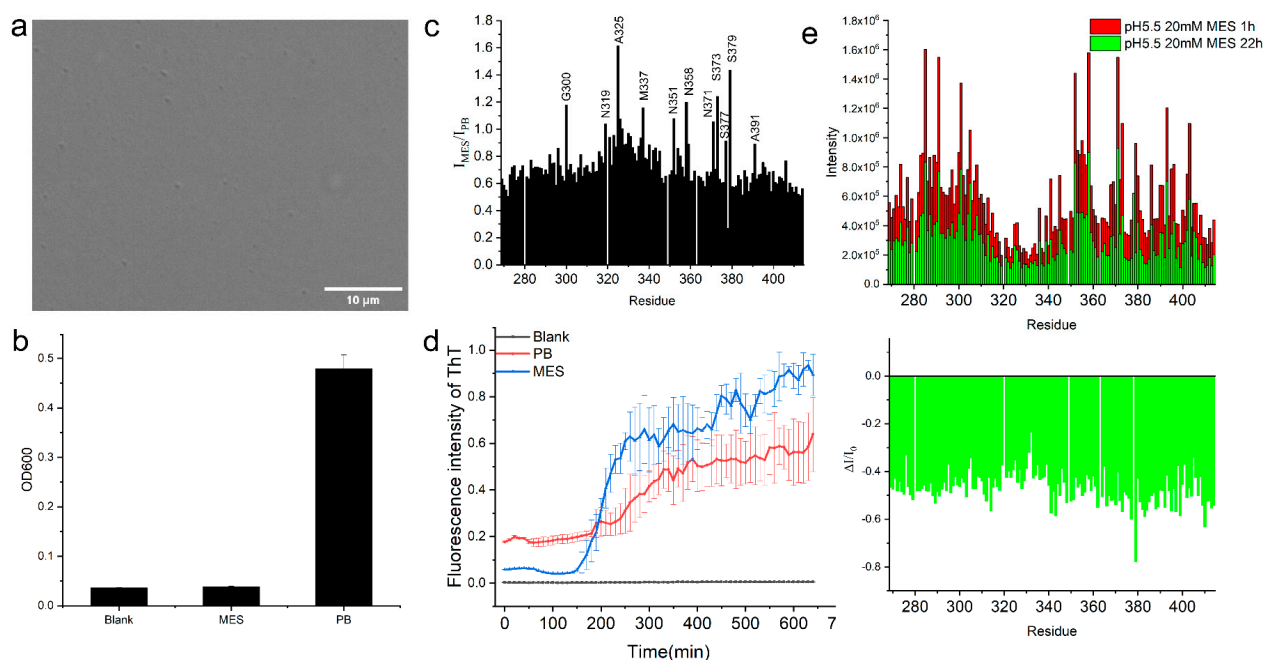 a
10 µm
b
OD600
0.5
0.4
0.3
0.2
0.1
0.0
Blank
MES
PB
c
I_MES/I_PB
1.8
1.6
1.4
1.2
1.0
0.8
0.6
0.4
0.2
0.0
G300
N319
A325
M337
N351
N358
N371
S373
S377
S379
A391
280
300
320
340
360
380
400
Residue
d
Blank
PB
MES
Fluorescence intensity of ThT
1.0
0.8
0.6
0.4
0.2
0.0
0
100
200
300
400
500
600
7
Time(min)
e
pH5.5 20mM MES 1h
pH5.5 20mM MES 22h
Intensity
1.8x10⁶
1.6x10⁶
1.4x10⁶
1.2x10⁶
1.0x10⁶
8.0x10⁵
6.0x10⁵
4.0x10⁵
2.0x10⁵
0.0
280
300
320
340
360
380
400
Residue
ΔI/I₀
0.0
-0.2
-0.4
-0.6
-0.8
280
300
320
340
360
380
400
Residue